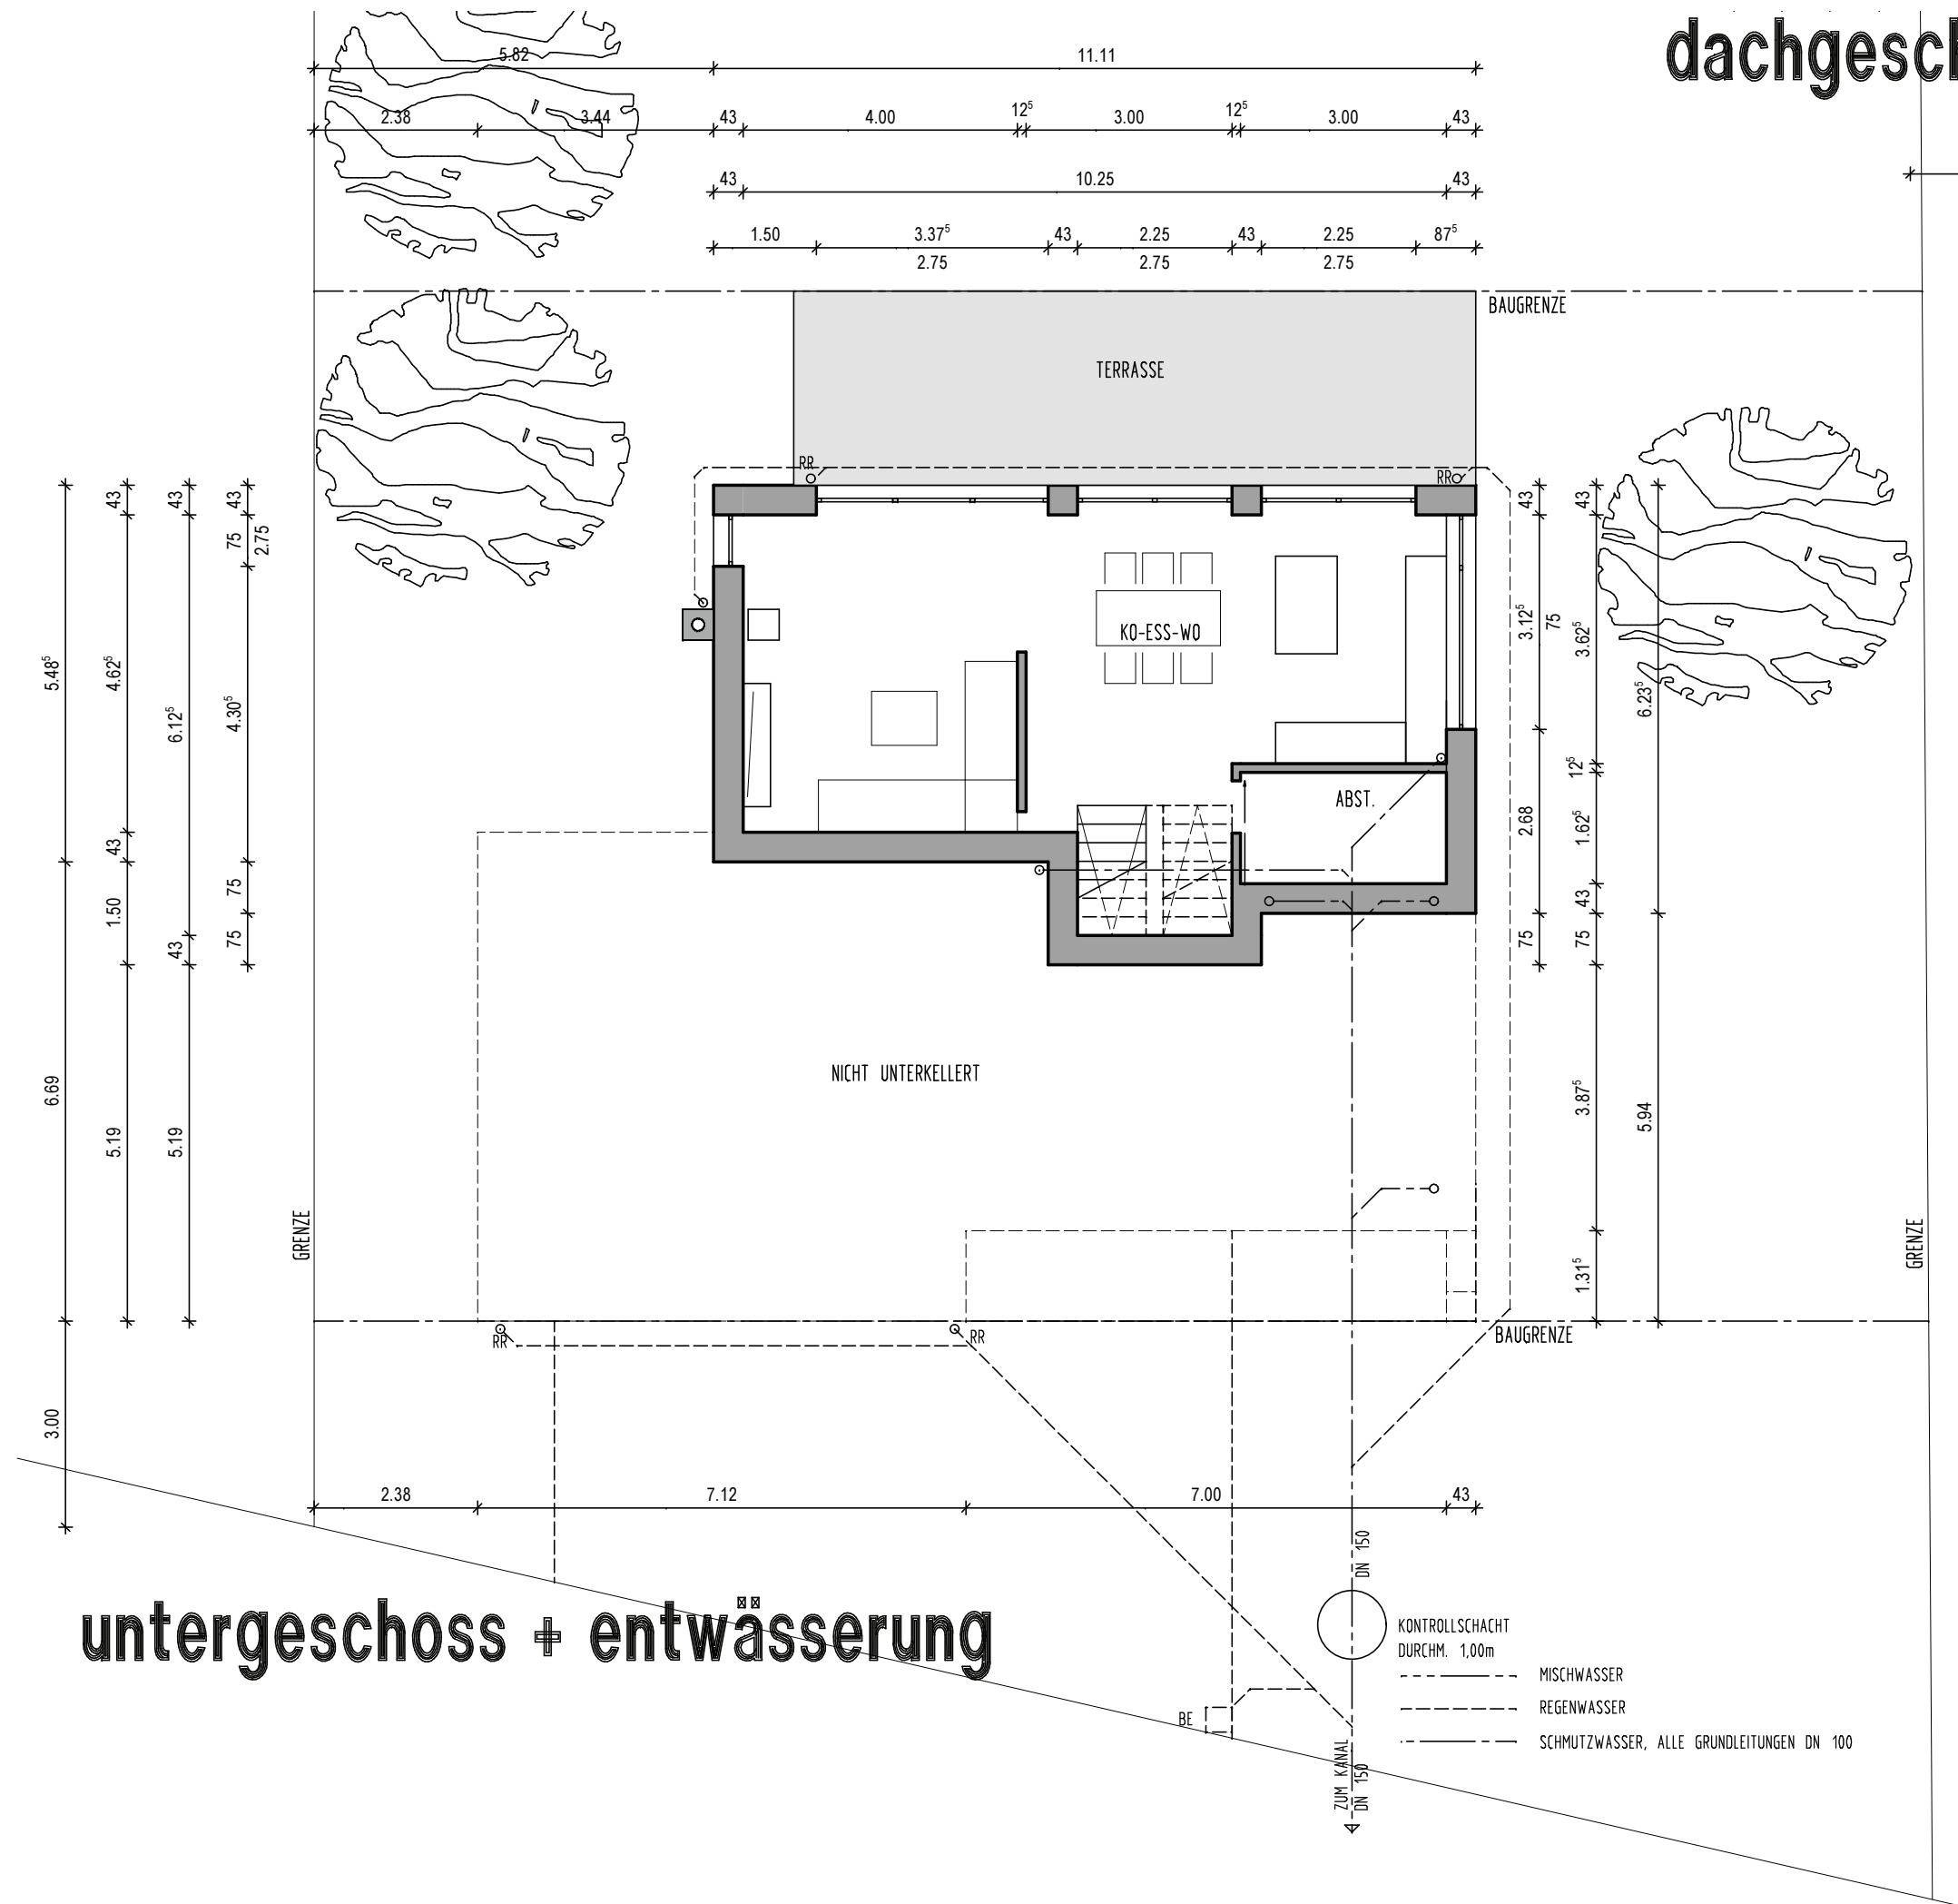 dachgesch
5.82 11.11
2.38 3.44 43 4.00 12⁵ 3.00 12⁵ 3.00 43
43 10.25 43
1.50 3.37⁵ 43 2.25 43 2.25 87⁵
2.75 2.75 2.75
BAUGRENZE
TERRASSE
RR RR
43 43 43 43 43
75 2.75
5.48⁵ 4.62⁵ 6.12⁵ 4.30⁵
3.12⁵ 75 3.62⁵ 6.23⁵
KO-ESS-WO
ABST.
12⁵
2.68 1.62⁵
43 1.50 43 75 75
43 75 75
NICHT UNTERKELLERT
6.69 5.19 5.19
3.87⁵ 5.94
1.31⁵
GRENZE GRENZE
RR RR
BAUGRENZE
3.00
2.38 7.12 7.00 43
DN 150
untergeschoss + entwässerung
KONTROLLSCHACHT
DURCHM. 1,00m
MISCHWASSER
REGENWASSER
BE
SCHMUTZWASSER, ALLE GRUNDLEITUNGEN DN 100
ZUM KANAL
DN 150